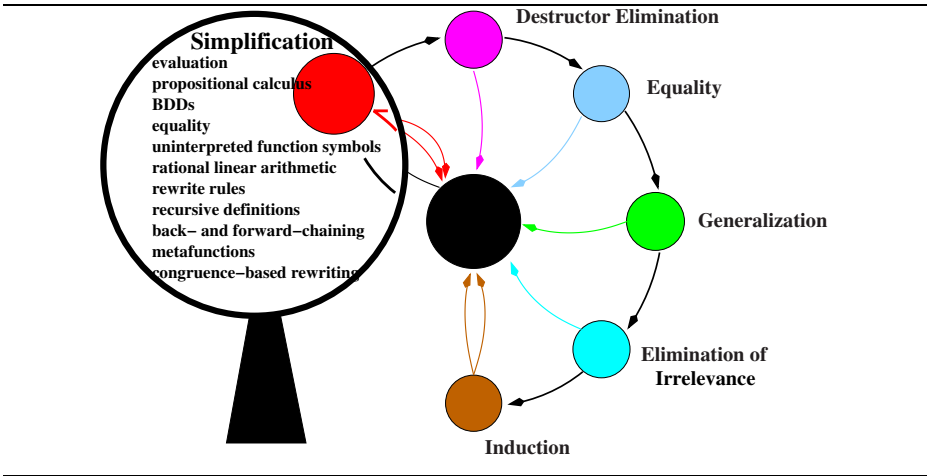 Simplification
evaluation
propositional calculus
BDDs
equality
uninterpreted function symbols
rational linear arithmetic
rewrite rules
recursive definitions
back− and forward−chaining
metafunctions
congruence−based rewriting
Destructor Elimination
Equality
Generalization
Elimination of
Irrelevance
Induction